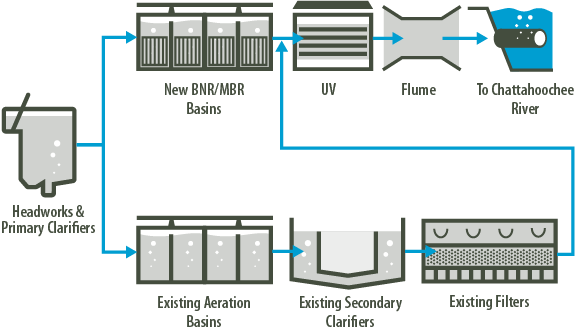 New BNR/MBR
Basins
UV
Flume
To Chattahoochee
River
Headworks &
Primary Clarifiers
Existing Aeration
Basins
Existing Secondary
Clarifiers
Existing Filters